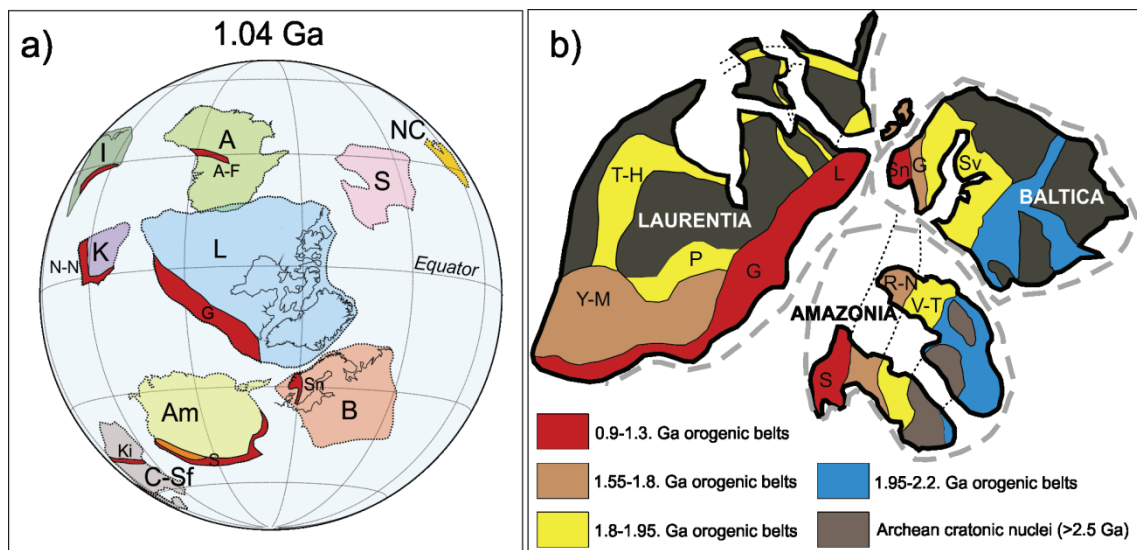 a)
1.04 Ga
I
A
A-F
NC
S
K
N-N
L
Equator
G
Sn
Am
B
S
Ki
C-Sf
b)
T-H
L
LAURENTIA
P
G
Y-M
Sn
G
Sv
BALTICA
R-N
V-T
AMAZONIA
S
0.9-1.3. Ga orogenic belts
1.55-1.8. Ga orogenic belts
1.8-1.95. Ga orogenic belts
1.95-2.2. Ga orogenic belts
Archean cratonic nuclei (>2.5 Ga)